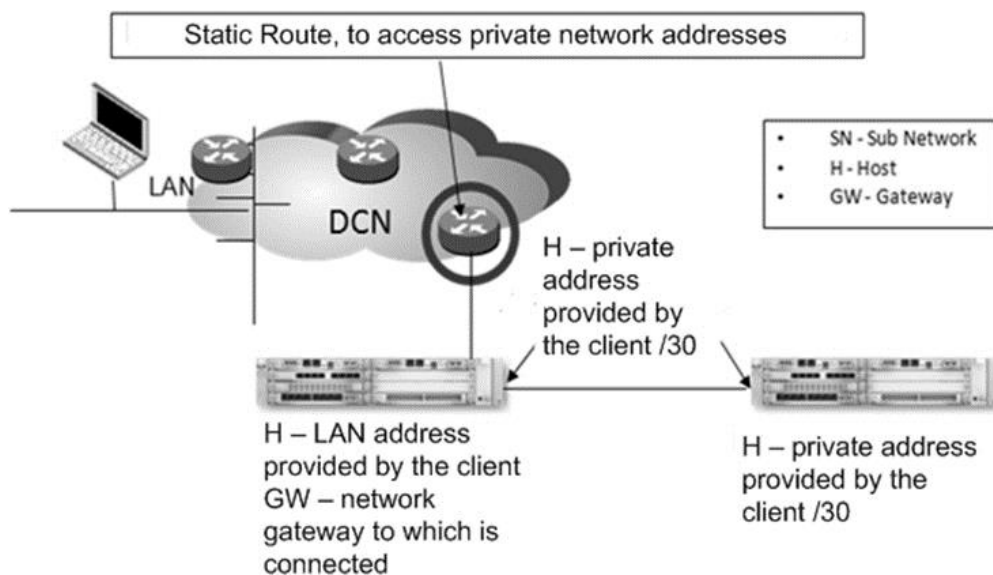 Static Route, to access private network addresses
LAN
DCN
• SN - Sub Network
• H - Host
• GW - Gateway
H – private
address
provided by
the client /30
H – LAN address
provided by the client
GW – network
gateway to which is
connected
H – private address
provided by the
client /30